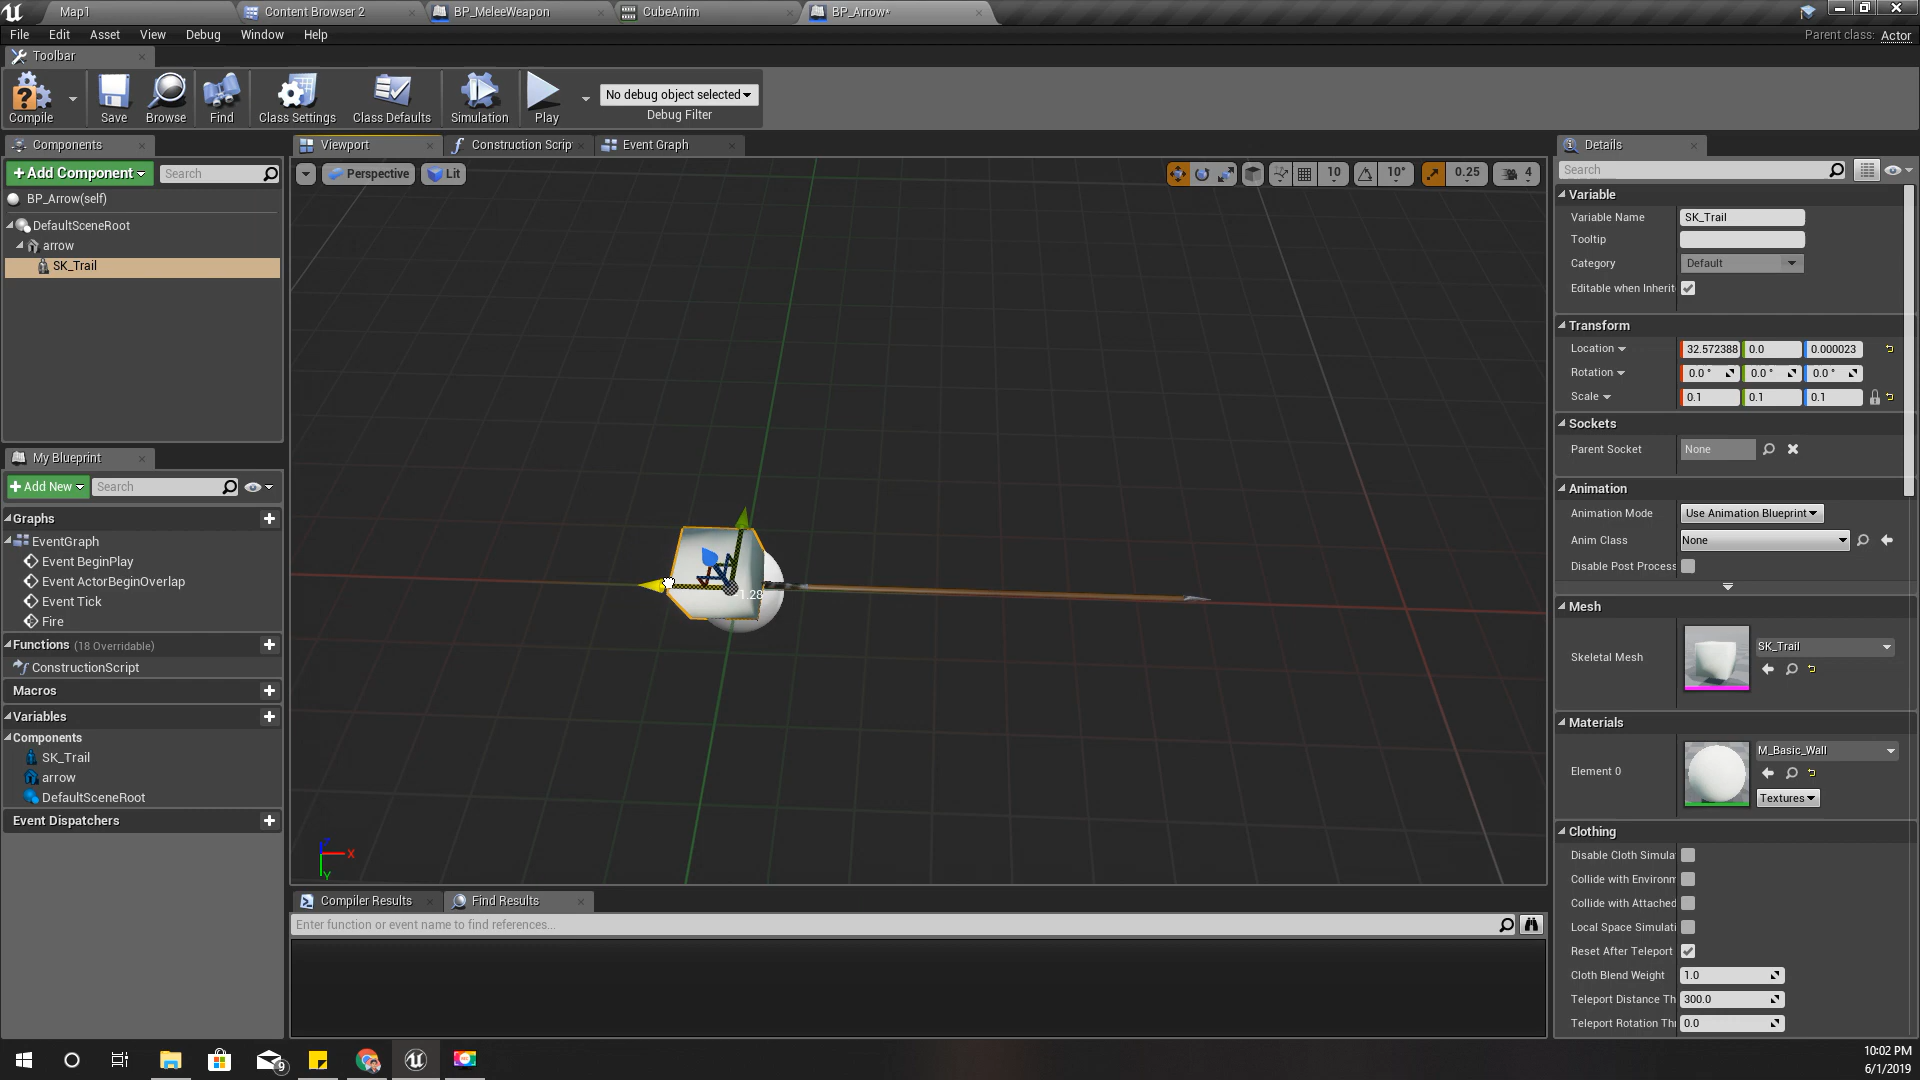 Map1
Content Browser 2
BP_MeleeWeapon
CubeAnim
BP_Arrow*
File Edit Asset View Debug Window Help
Parent class: Actor
Toolbar
Compile
Save
Browse
Find
Class Settings
Class Defaults
Simulation
Play
No debug object selected
Debug Filter
Components
+ Add Component
Search
BP_Arrow(self)
DefaultSceneRoot
arrow
SK_Trail
My Blueprint
+ Add New
Search
Graphs
EventGraph
Event BeginPlay
Event ActorBeginOverlap
Event Tick
Fire
Functions (18 Overridable)
ConstructionScript
Macros
Variables
Components
SK_Trail
arrow
DefaultSceneRoot
Event Dispatchers
Viewport
Construction Scrip
Event Graph
Perspective
Lit
10
10°
0.25
4
1.28
X
Y
Compiler Results
Find Results
Enter function or event name to find references...
Details
Search
Variable
Variable Name SK_Trail
Tooltip
Category Default
Editable when Inherit
Transform
Location 32.572388 0.0 0.000023
Rotation 0.0 ° 0.0 ° 0.0 °
Scale 0.1 0.1 0.1
Sockets
Parent Socket None
Animation
Animation Mode Use Animation Blueprint
Anim Class None
Disable Post Process
Mesh
Skeletal Mesh SK_Trail
Materials
Element 0 M_Basic_Wall
Textures
Clothing
Disable Cloth Simula
Collide with Environm
Collide with Attached
Local Space Simulati
Reset After Teleport
Cloth Blend Weight 1.0
Teleport Distance Th 300.0
Teleport Rotation Thr 0.0
9
10:02 PM
6/1/2019